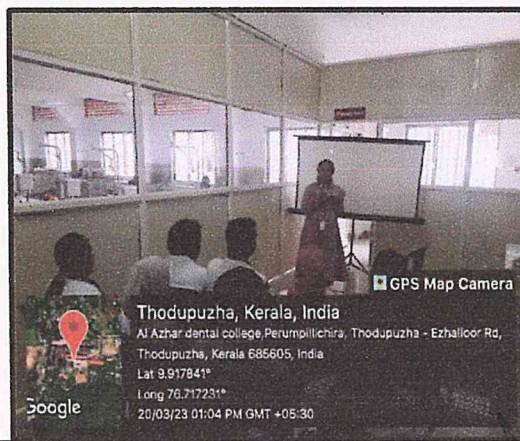 GPS Map Camera
Thodupuzha, Kerala, India
Al Azhar dental college,Perumpillichira, Thodupuzha - Ezhalloor Rd,
Thodupuzha, Kerala 685605, India
Lat 9.917841°
Long 76.717231°
20/03/23 01:04 PM GMT +05:30
Google